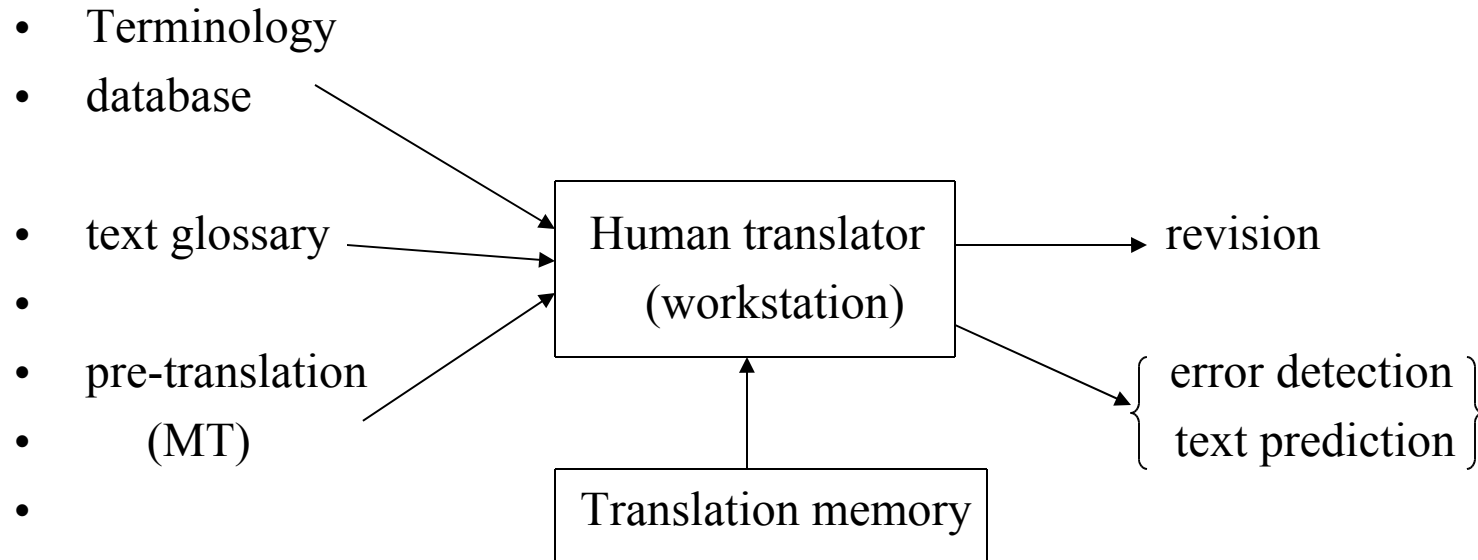 • Terminology
• database
• text glossary
•
• pre-translation
• (MT)
•
Human translator
(workstation)
Translation memory
revision
error detection
text prediction